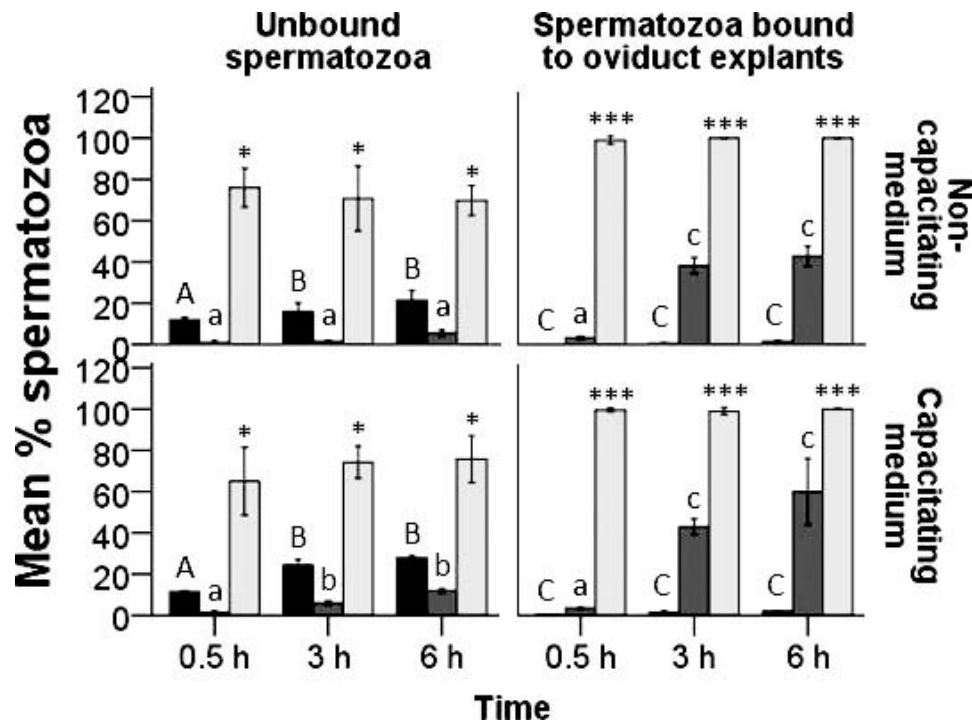 Unbound
spermatozoa
Spermatozoa bound
to oviduct explants
Mean % spermatozoa
120
100
80
60
40
20
0
A
a
*
B
a
*
B
a
*
C
a
***
C
c
***
C
c
***
Non-
capacitating
medium
120
100
80
60
40
20
0
A
a
*
B
b
*
B
b
*
C
a
***
C
c
***
C
c
***
Capacitating
medium
0.5 h
3 h
6 h
0.5 h
3 h
6 h
Time